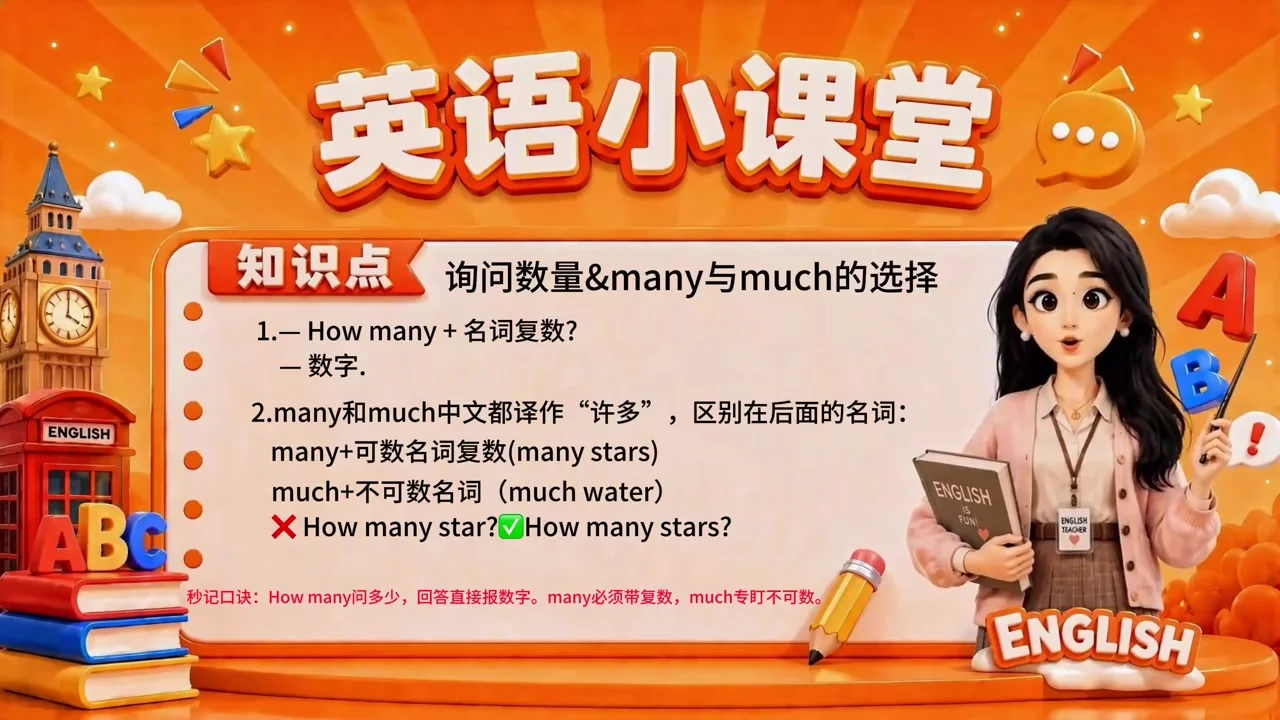 英语小课堂
知识点
询问数量&many与much的选择
1.— How many + 名词复数?
— 数字.
2.many和much中文都译作“许多”，区别在后面的名词：
many+可数名词复数(many stars)
much+不可数名词（much water）
❌ How many star?✅How many stars?
秒记口诀：How many问多少，回答直接报数字。many必须带复数，much专盯不可数。
ENGLISH
ABC
A
B
!
ENGLISH
IS
FUN!
ENGLISH
TEACHER
ENGLISH